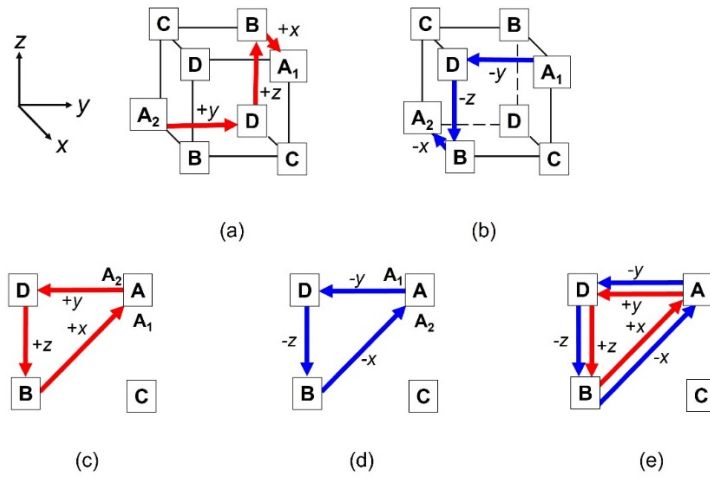 C B +x B
z D A₁ C D A₁
y +z -y
x A₂ +y D -z
B C A₂ -x D
B C
(a) (b)
A₂ A₁ -y
D A D -y A D A
+y +y
+z +x A₁ -z -x A₂ -z +z +x -x
B C B C B C
(c) (d) (e)